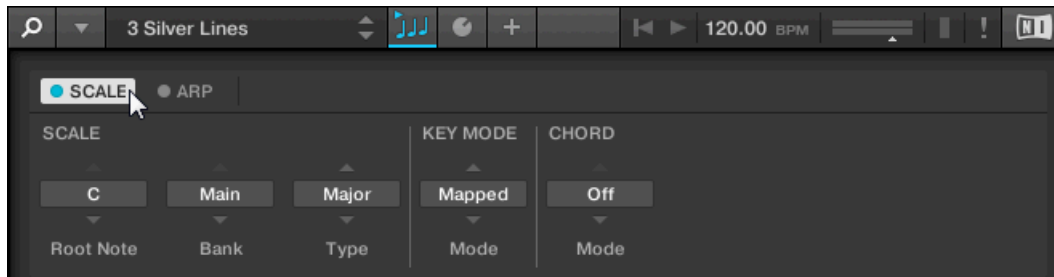 3 Silver Lines 120.00 BPM ! NI
SCALE ARP
SCALE KEY MODE CHORD
C Main Major Mapped Off
Root Note Bank Type Mode Mode